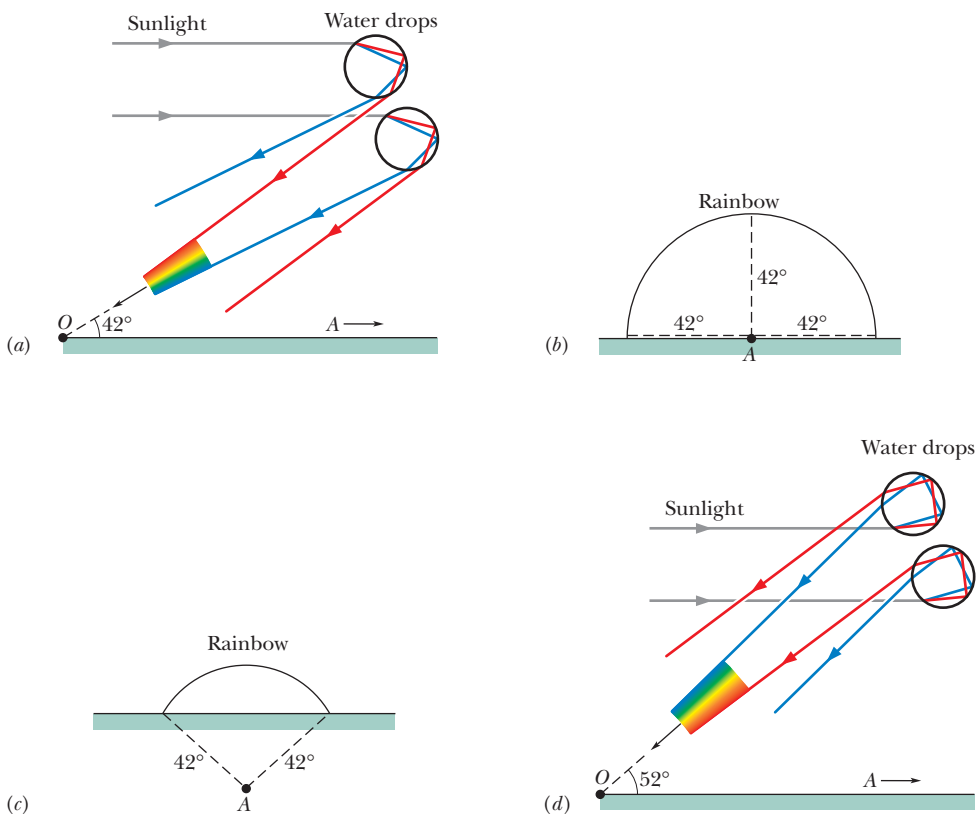 Sunlight
Water drops
O
42°
A
(a)
Rainbow
42°
42°
42°
A
(b)
Rainbow
42°
42°
A
(c)
Water drops
Sunlight
O
52°
A
(d)